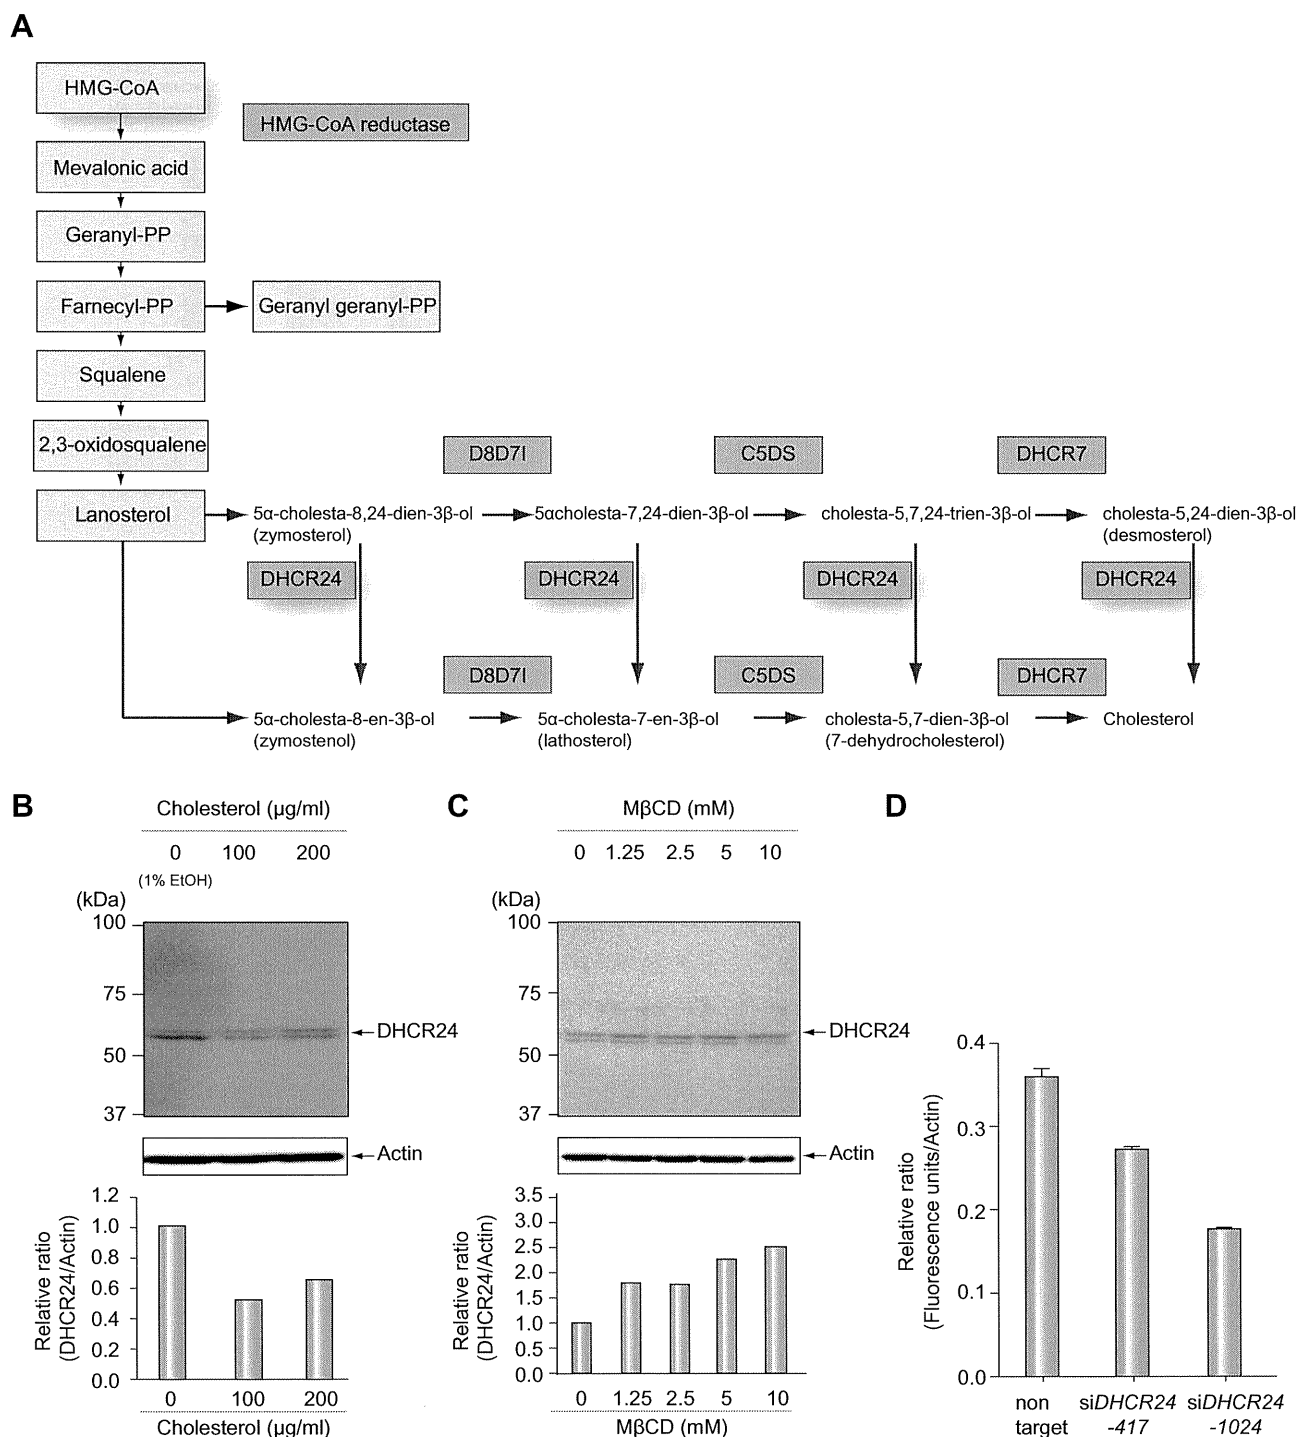 A
HMG-CoA
HMG-CoA reductase
Mevalonic acid
Geranyl-PP
Farnecyl-PP
Geranyl geranyl-PP
Squalene
2,3-oxidosqualene
D8D7I
C5DS
DHCR7
Lanosterol
5α-cholesta-8,24-dien-3β-ol
(zymosterol)
5αcholesta-7,24-dien-3β-ol
cholesta-5,7,24-trien-3β-ol
cholesta-5,24-dien-3β-ol
(desmosterol)
DHCR24
DHCR24
DHCR24
DHCR24
D8D7I
C5DS
DHCR7
5α-cholesta-8-en-3β-ol
(zymostenol)
5α-cholesta-7-en-3β-ol
(lathosterol)
cholesta-5,7-dien-3β-ol
(7-dehydrocholesterol)
Cholesterol
B
Cholesterol (µg/ml)
0 100 200
(1% EtOH)
(kDa)
100
75
50
37
DHCR24
Actin
1.2
1.0
0.8
0.6
0.4
0.2
0.0
Relative ratio
(DHCR24/Actin)
0 100 200
Cholesterol (µg/ml)
C
MβCD (mM)
0 1.25 2.5 5 10
(kDa)
100
75
50
37
DHCR24
Actin
3.5
3.0
2.5
2.0
1.5
1.0
0.5
0.0
Relative ratio
(DHCR24/Actin)
0 1.25 2.5 5 10
MβCD (mM)
D
0.4
0.3
0.2
0.1
0.0
Relative ratio
(Fluorescence units/Actin)
non
target
siDHCR24
-417
siDHCR24
-1024